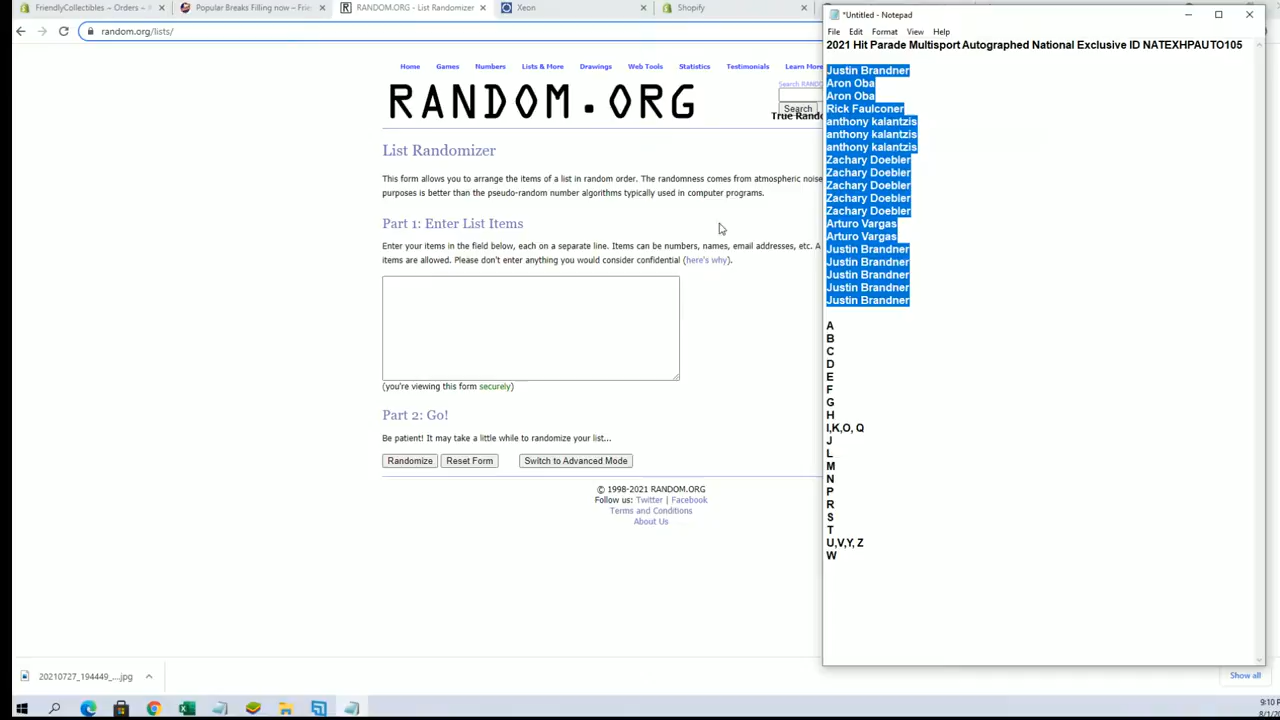 FriendlyCollectibles – Orders –
Popular Breaks Filling now – Frie
RANDOM.ORG - List Randomizer
Xeon
Shopify
random.org/lists/
Home
Games
Numbers
Lists & More
Drawings
Web Tools
Statistics
Testimonials
Learn More
RANDOM.ORG
Search
True Rando
List Randomizer
This form allows you to arrange the items of a list in random order. The randomness comes from atmospheric noise
purposes is better than the pseudo-random number algorithms typically used in computer programs.
Part 1: Enter List Items
Enter your items in the field below, each on a separate line. Items can be numbers, names, email addresses, etc. A
items are allowed. Please don't enter anything you would consider confidential (here's why).
(you're viewing this form securely)
Part 2: Go!
Be patient! It may take a little while to randomize your list...
Randomize
Reset Form
Switch to Advanced Mode
© 1998-2021 RANDOM.ORG
Follow us: Twitter | Facebook
Terms and Conditions
About Us
*Untitled - Notepad
File Edit Format View Help
2021 Hit Parade Multisport Autographed National Exclusive ID NATEXHPAUTO105
Justin Brandner
Aron Oba
Aron Oba
Rick Faulconer
anthony kalantzis
anthony kalantzis
anthony kalantzis
Zachary Doebler
Zachary Doebler
Zachary Doebler
Zachary Doebler
Zachary Doebler
Arturo Vargas
Arturo Vargas
Justin Brandner
Justin Brandner
Justin Brandner
Justin Brandner
Justin Brandner
A
B
C
D
E
F
G
H
I,K,O, Q
J
L
M
N
P
R
S
T
U,V,Y, Z
W
20210727_194449_....jpg
Show all
9:10
8/1/20